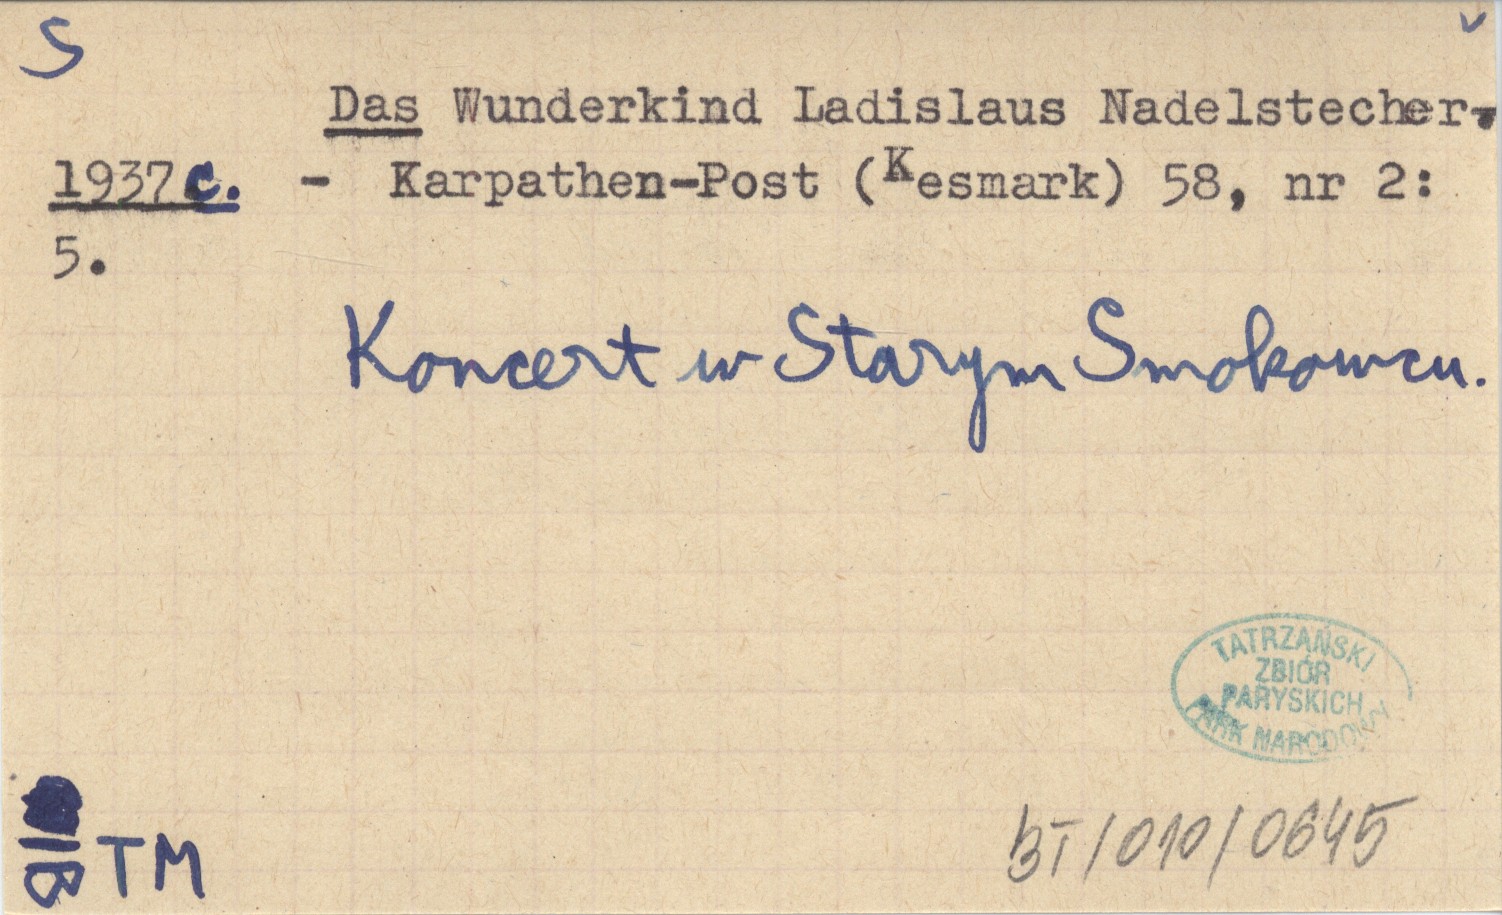 S
v
Das Wunderkind Ladislaus Nadelstecher.
1937c. - Karpathen-Post (Kesmark) 58, nr 2:
5.
Koncert w Starym Smokowcu.
TATRZAŃSKI
ZBIÓR
PARYSKICH
PARK NARODOWY
B TM
BT/010/0645